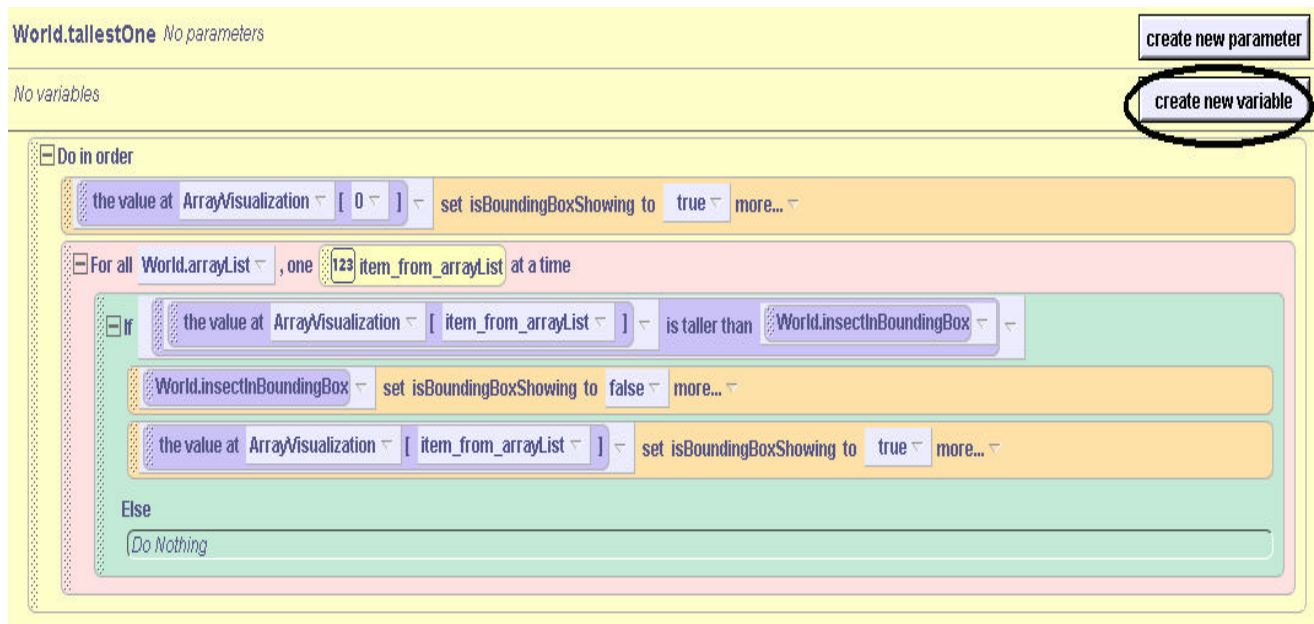 World.tallestOne No parameters create new parameter
No variables create new variable
Do in order
the value at ArrayVisualization [ 0 ] set isBoundingBoxShowing to true more...
For all World.arrayList , one 123 item_from_arrayList at a time
If the value at ArrayVisualization [ item_from_arrayList ] is taller than World.insectInBoundingBox
World.insectInBoundingBox set isBoundingBoxShowing to false more...
the value at ArrayVisualization [ item_from_arrayList ] set isBoundingBoxShowing to true more...
Else
Do Nothing